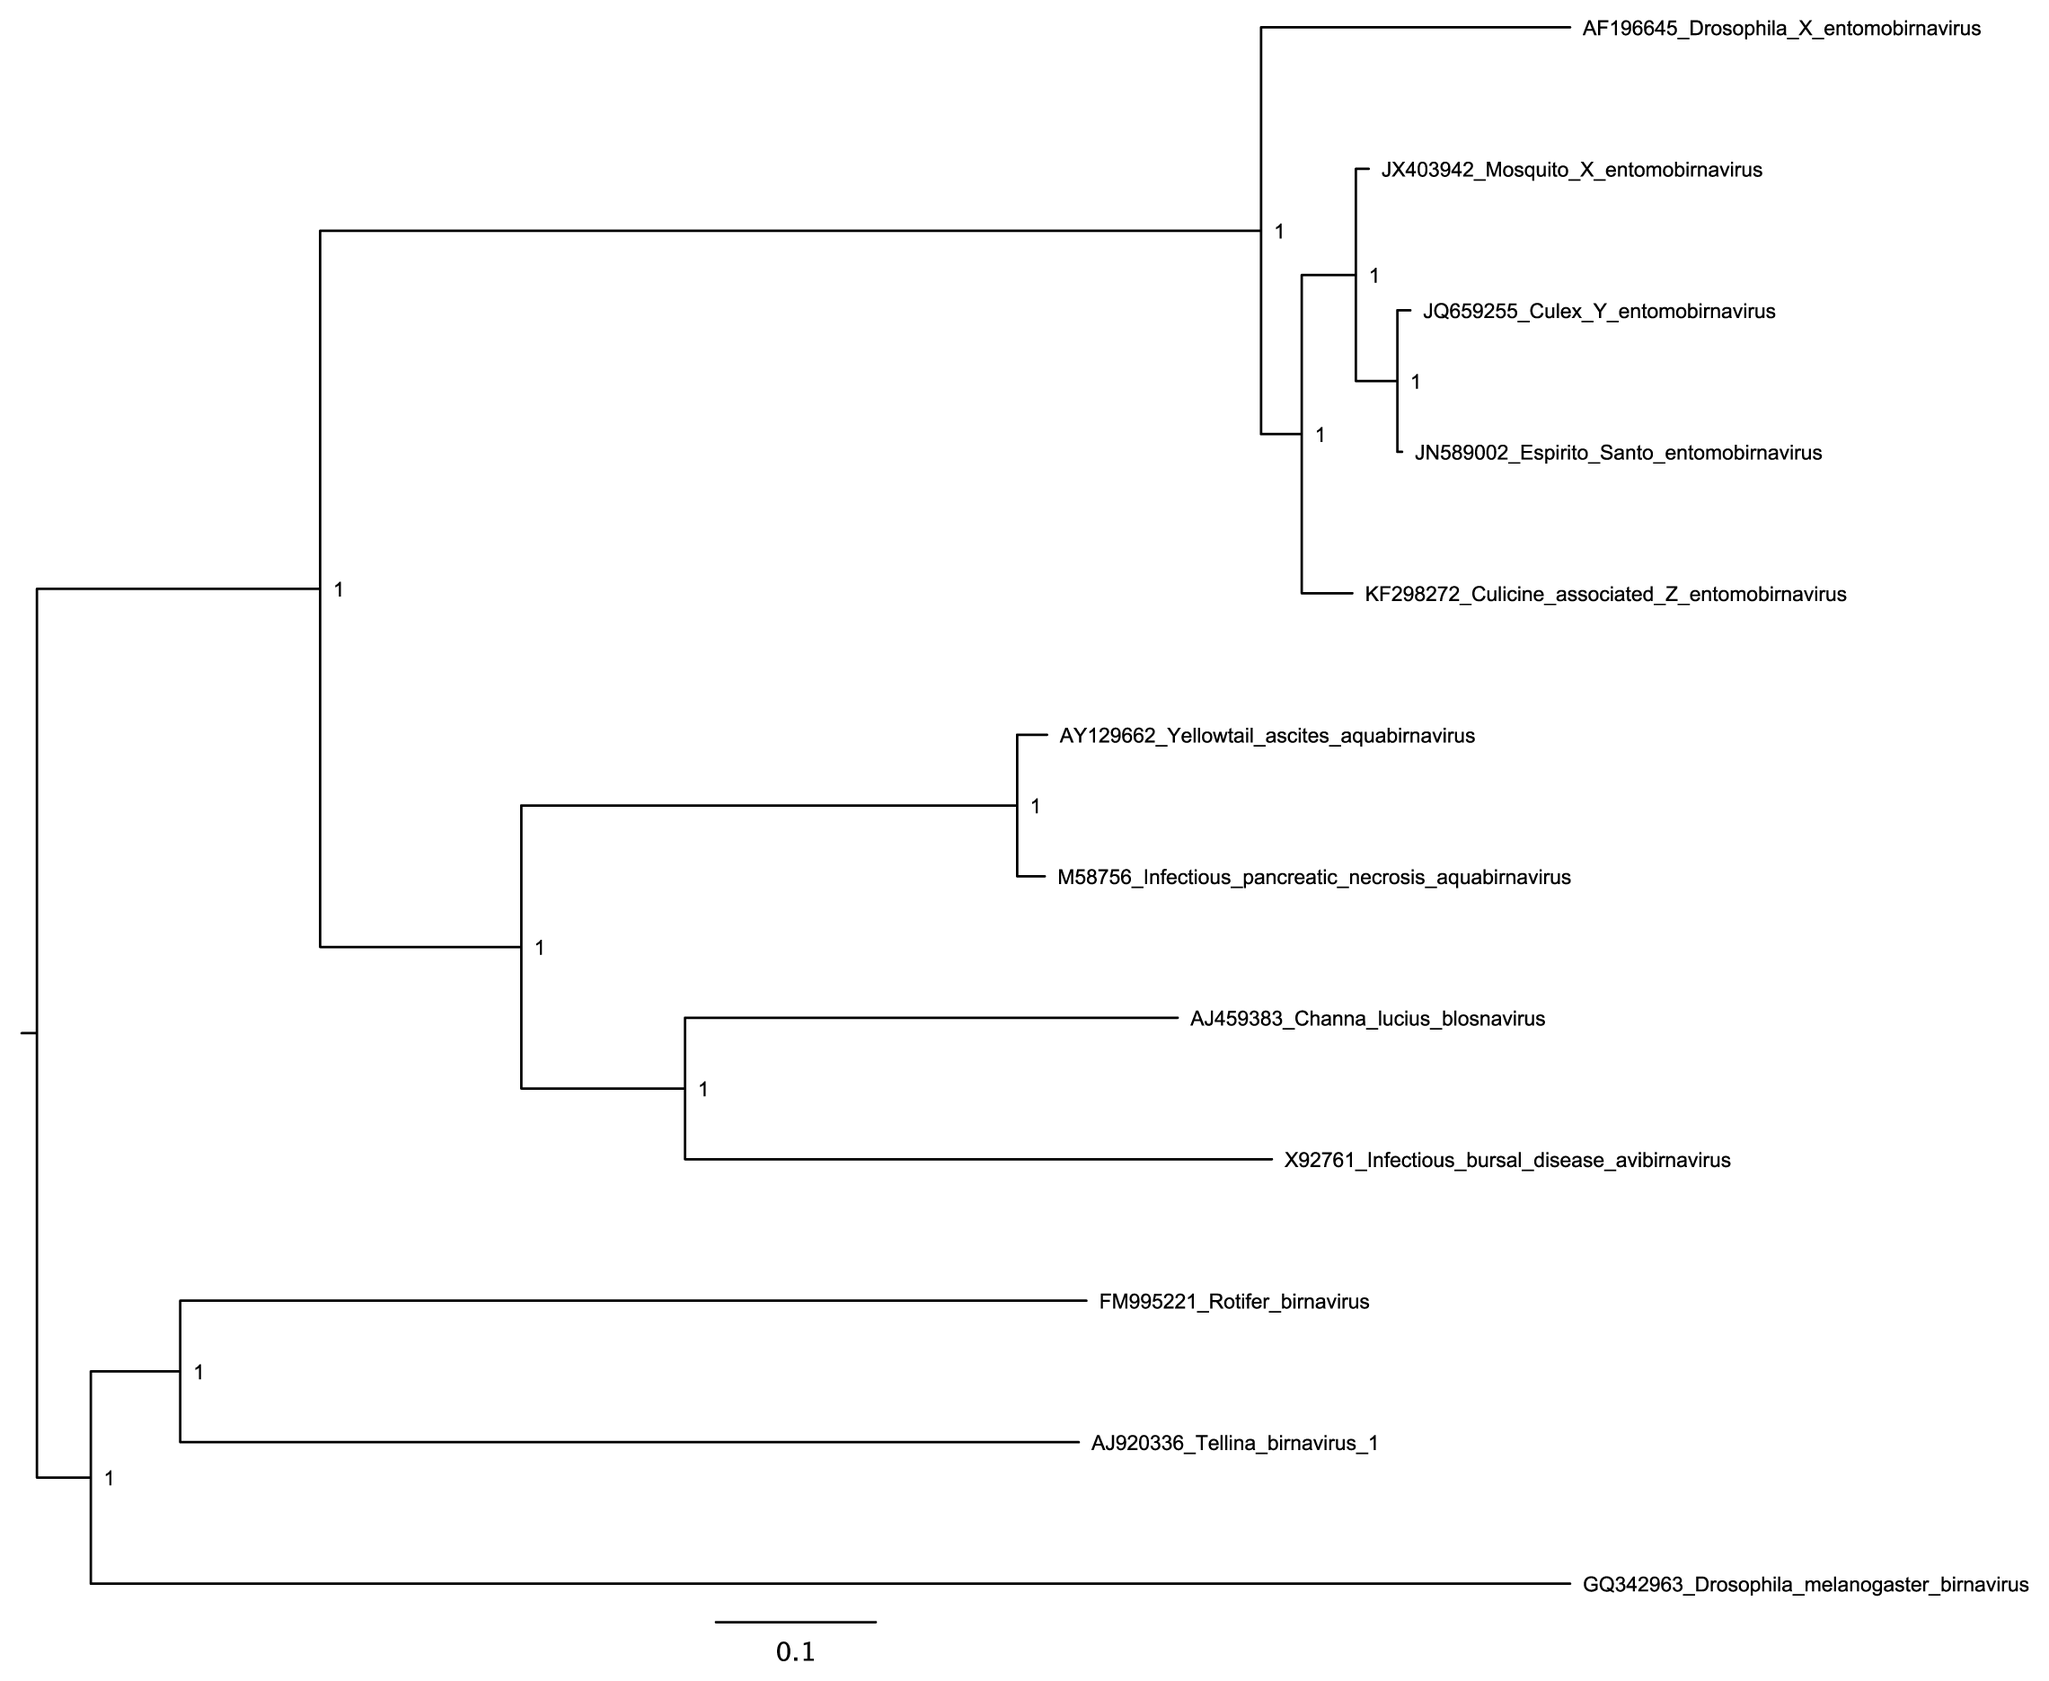 AF196645_Drosophila_X_entomobirnavirus
JX403942_Mosquito_X_entomobirnavirus
1
1
JQ659255_Culex_Y_entomobirnavirus
1
1
JN589002_Espirito_Santo_entomobirnavirus
1
KF298272_Culicine_associated_Z_entomobirnavirus
AY129662_Yellowtail_ascites_aquabirnavirus
1
M58756_Infectious_pancreatic_necrosis_aquabirnavirus
1
AJ459383_Channa_lucius_blosnavirus
1
X92761_Infectious_bursal_disease_avibirnavirus
FM995221_Rotifer_birnavirus
1
AJ920336_Tellina_birnavirus_1
1
GQ342963_Drosophila_melanogaster_birnavirus
0.1